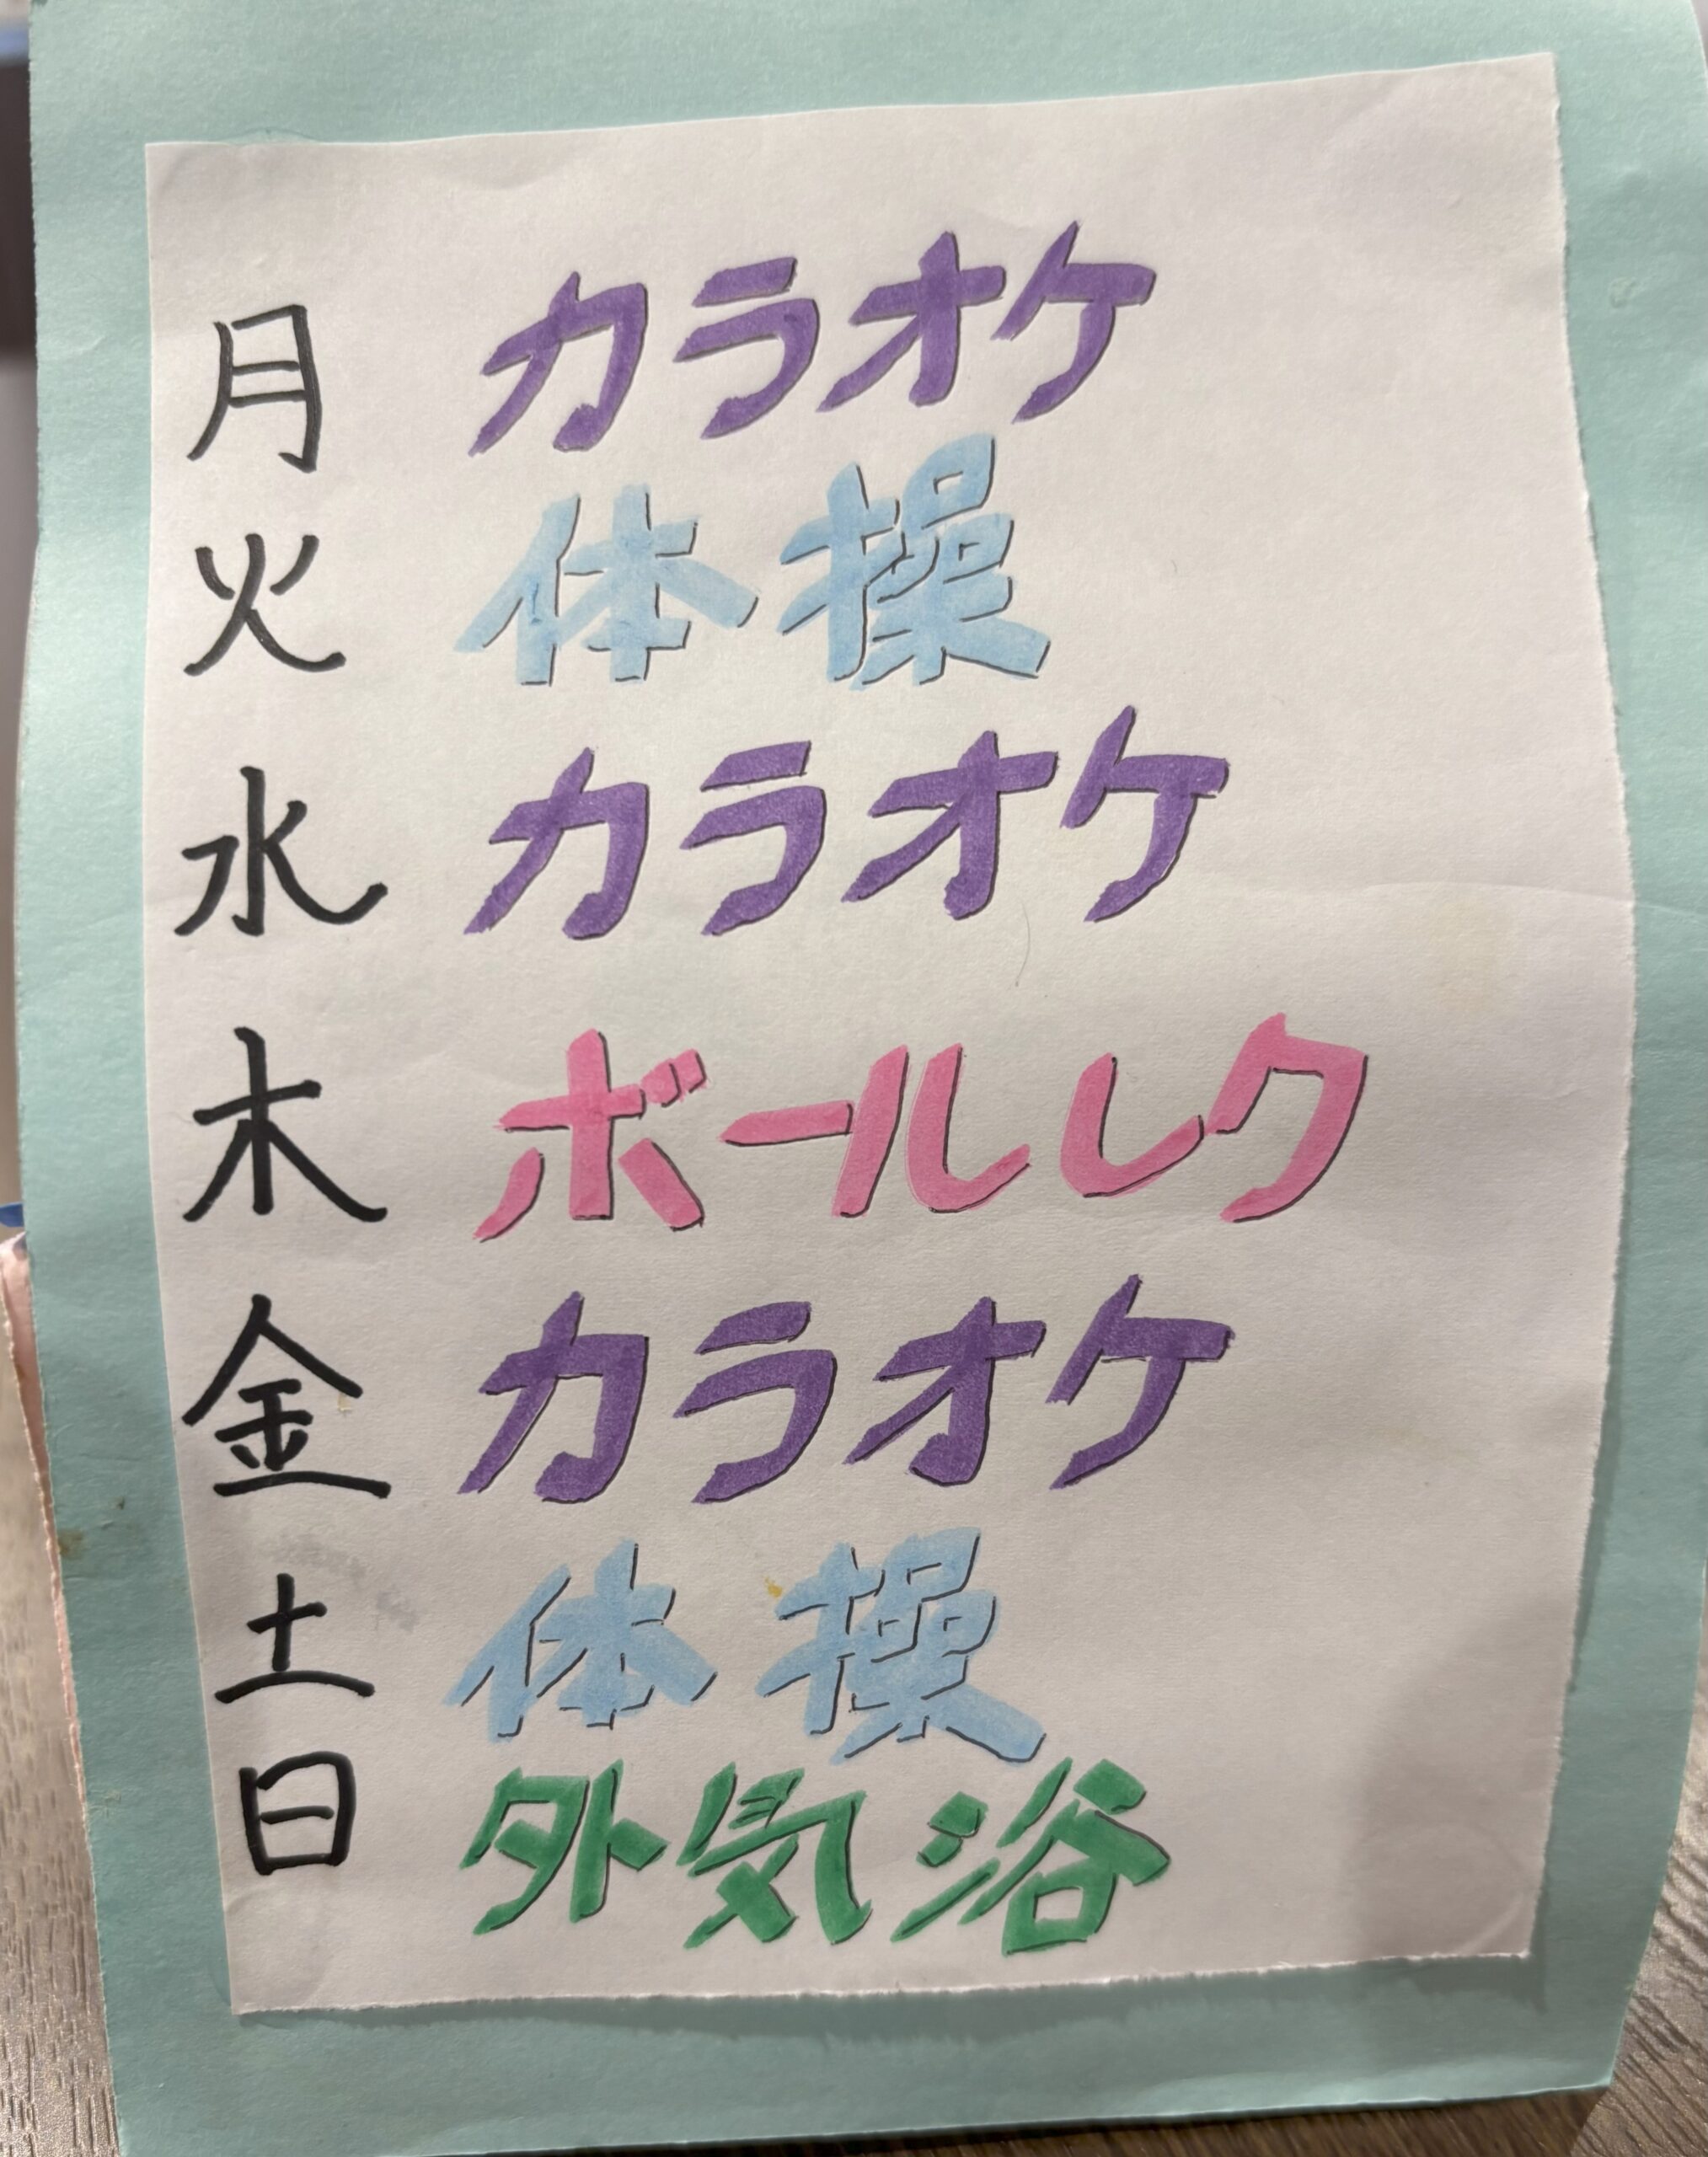 月 カラオケ
火 体操
水 カラオケ
木 ボールレク
金 カラオケ
土 体操
日 外気浴